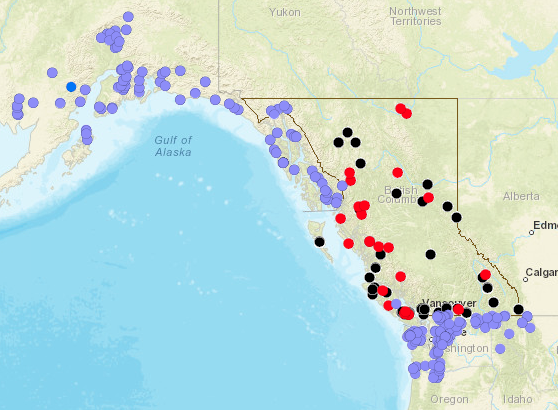 Yukon
Northwest
Territories
Gulf of
Alaska
British
Columbia
Alberta
Edm
Calgar
Vancouver
Washington
Oregon
Idaho